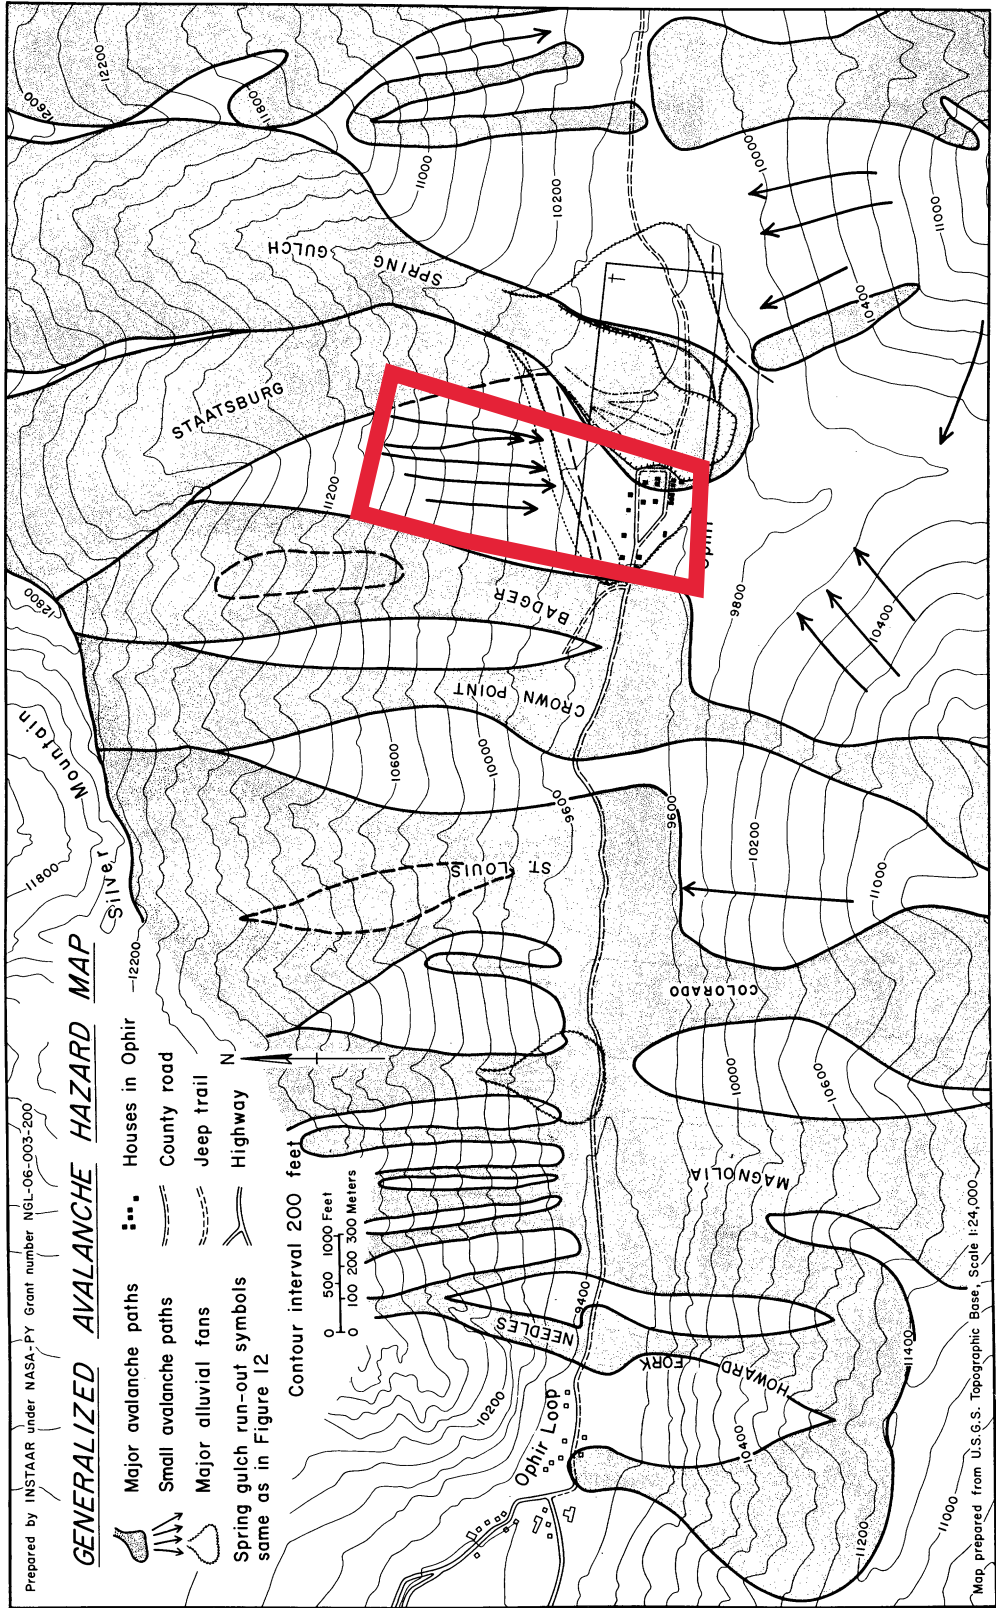 Prepared by INSTAAR under NASA-PY Grant number NGL-06-003-200
GENERALIZED AVALANCHE HAZARD MAP
Major avalanche paths
Small avalanche paths
Major alluvial fans
Spring gulch run-out symbols
same as in Figure 12
Houses in Ophir
County road
Jeep trail
Highway
Contour interval 200 feet
0 500 1000 Feet
0 100 200 300 Meters
N
Silver Mountain
11800
12200
12800
12600
12200
11800
11000
10200
11200
STAATSBURG
SPRING
GULCH
BADGER
CROWN POINT
ST. LOUIS
10600
10000
9600
9600
NEEDLES
9400
HOWARD
FORK
MAGNOLIA
COLORADO
Ophir Loop
Ophir
10200
10400
11400
11200
11000
10000
10600
10200
11000
9800
10400
10400
10000
11000
Map prepared from U.S.G.S. Topographic Base, Scale 1:24,000